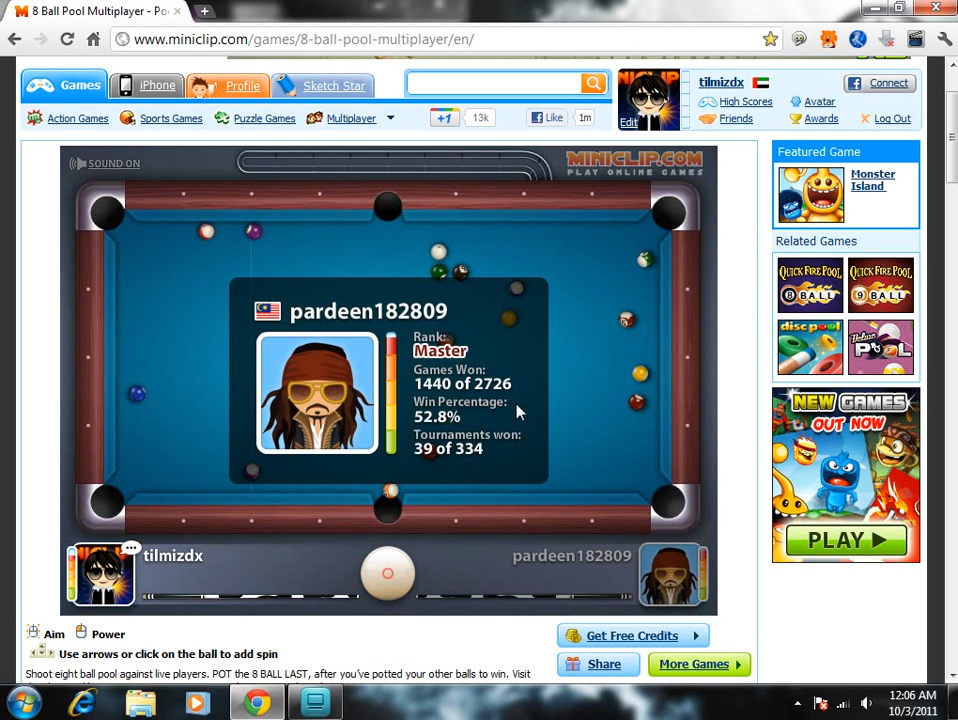 8 Ball Pool Multiplayer - Po
www.miniclip.com/games/8-ball-pool-multiplayer/en/
Games
iPhone
Profile
Sketch Star
tilmizdx
Connect
High Scores
Avatar
Edit
Friends
Awards
Log Out
Action Games
Sports Games
Puzzle Games
Multiplayer
+1
13k
Like
1m
SOUND ON
MINICLIP.COM
PLAY ONLINE GAMES
Featured Game
Monster
Island
Related Games
QUICK FIRE POOL
8 BALL
QUICK FIRE POOL
9 BALL
disc pool
Deluxe
POOL
pardeen182809
Rank:
Master
Games Won:
1440 of 2726
Win Percentage:
52.8%
Tournaments won:
39 of 334
NEW GAMES
OUT NOW
PLAY
tilmizdx
pardeen182809
Aim
Power
Use arrows or click on the ball to add spin
Get Free Credits
Share
More Games
Shoot eight ball pool against live players. POT THE 8 BALL LAST, after you've potted your other balls to win. Visit
12:06 AM
10/3/2011